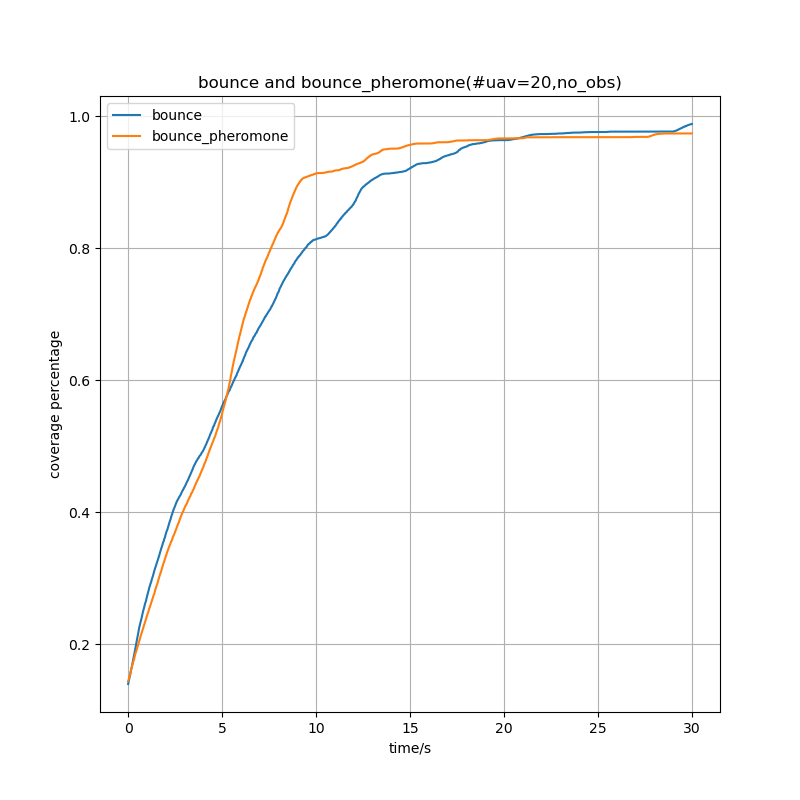 bounce and bounce_pheromone(#uav=20,no_obs)
bounce
bounce_pheromone
1.0
0.8
0.6
0.4
0.2
coverage percentage
0 5 10 15 20 25 30
time/s